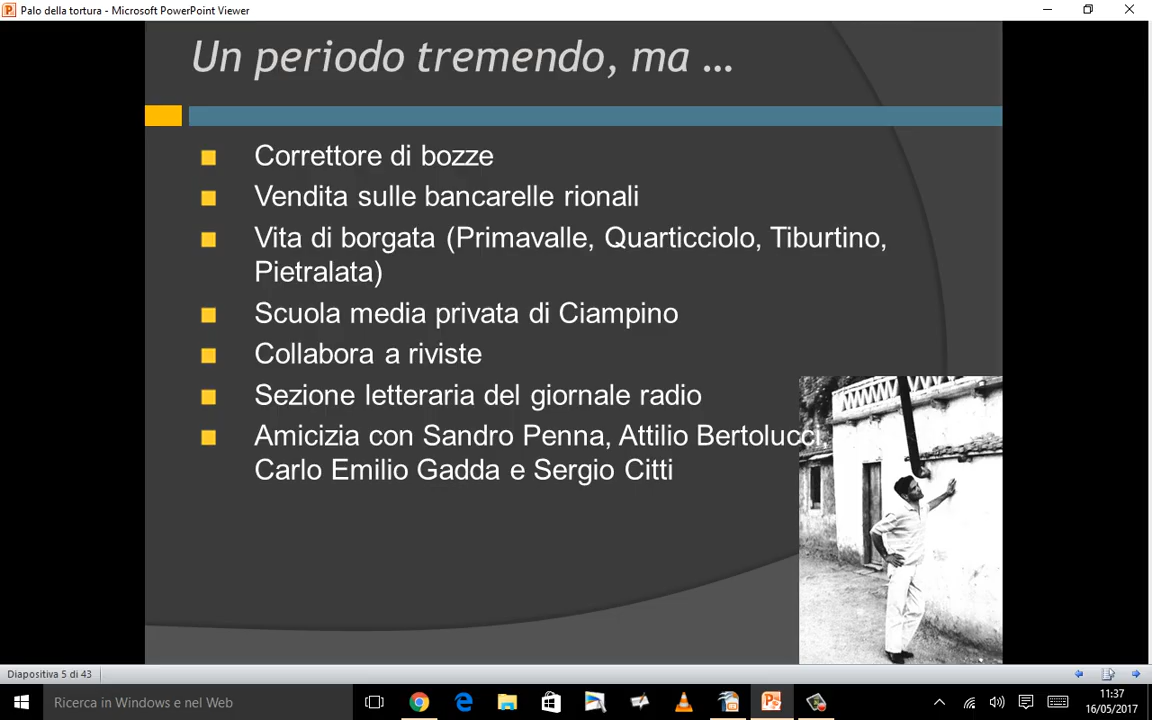 Palo della tortura - Microsoft PowerPoint Viewer
Un periodo tremendo, ma ...
Correttore di bozze
Vendita sulle bancarelle rionali
Vita di borgata (Primavalle, Quarticciolo, Tiburtino,
Pietralata)
Scuola media privata di Ciampino
Collabora a riviste
Sezione letteraria del giornale radio
Amicizia con Sandro Penna, Attilio Bertolucci,
Carlo Emilio Gadda e Sergio Citti
Diapositiva 5 di 43
Ricerca in Windows e nel Web
11:37
16/05/2017